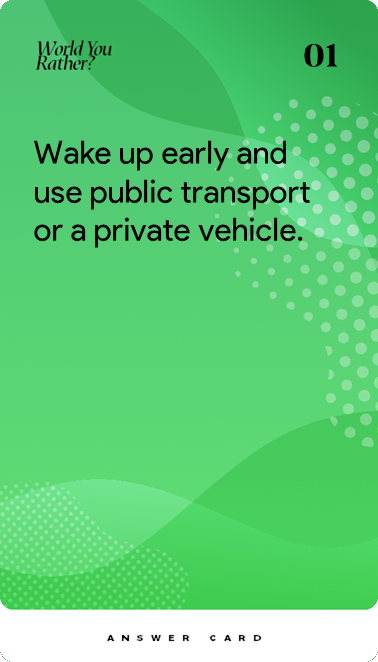 World You
Rather?
01
Wake up early and
use public transport
or a private vehicle.
ANSWER CARD